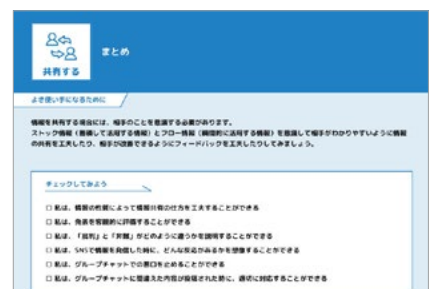 共有する
まとめ
よき使い手になるために
情報を共有する場合には、相手のことを意識する必要があります。
ストック情報（蓄積して活用する情報）とフロー情報（瞬間的に活用する情報）を意識して相手がわかりやすいように情報
の共有を工夫したり、相手が改善できるようにフィードバックを工夫したりしてみましょう。
チェックしてみよう
□ 私は、情報の性質によって情報共有の仕方を工夫することができる
□ 私は、発表を客観的に評価することができる
□ 私は、「批判」と「非難」がどのように違うかを説明することができる
□ 私は、SNSで情報を発信した時に、どんな反応があるかを想像することができる
□ 私は、グループチャットでの悪口を止めることができる
□ 私は、グループチャットに間違えた内容が投稿された時に、適切に対応することができる